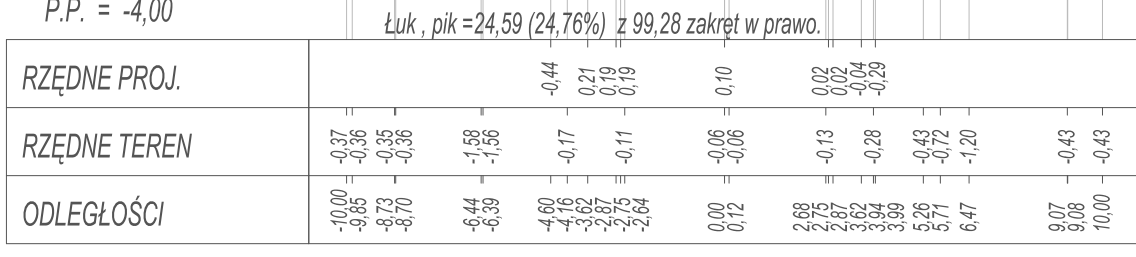 P.P. = -4,00
Łuk , pik =24,59 (24,76%) z 99,28 zakręt w prawo.
RZĘDNE PROJ. -0,44 0,21 0,19 0,19 0,10 0,02 0,02 -0,04 -0,29
RZĘDNE TEREN -0,37 -0,36 -0,35 -0,36 -1,58 -1,56 -0,17 -0,11 -0,06 -0,06 -0,13 -0,28 -0,43 -0,72 -1,20 -0,43 -0,43
ODLEGŁOŚCI -10,00 -9,85 -8,73 -8,70 -6,44 -6,39 -4,60 -4,16 -3,62 -2,87 -2,75 -2,64 0,00 0,12 2,68 2,75 2,87 3,62 3,94 3,99 5,26 5,71 6,47 9,07 9,08 10,00